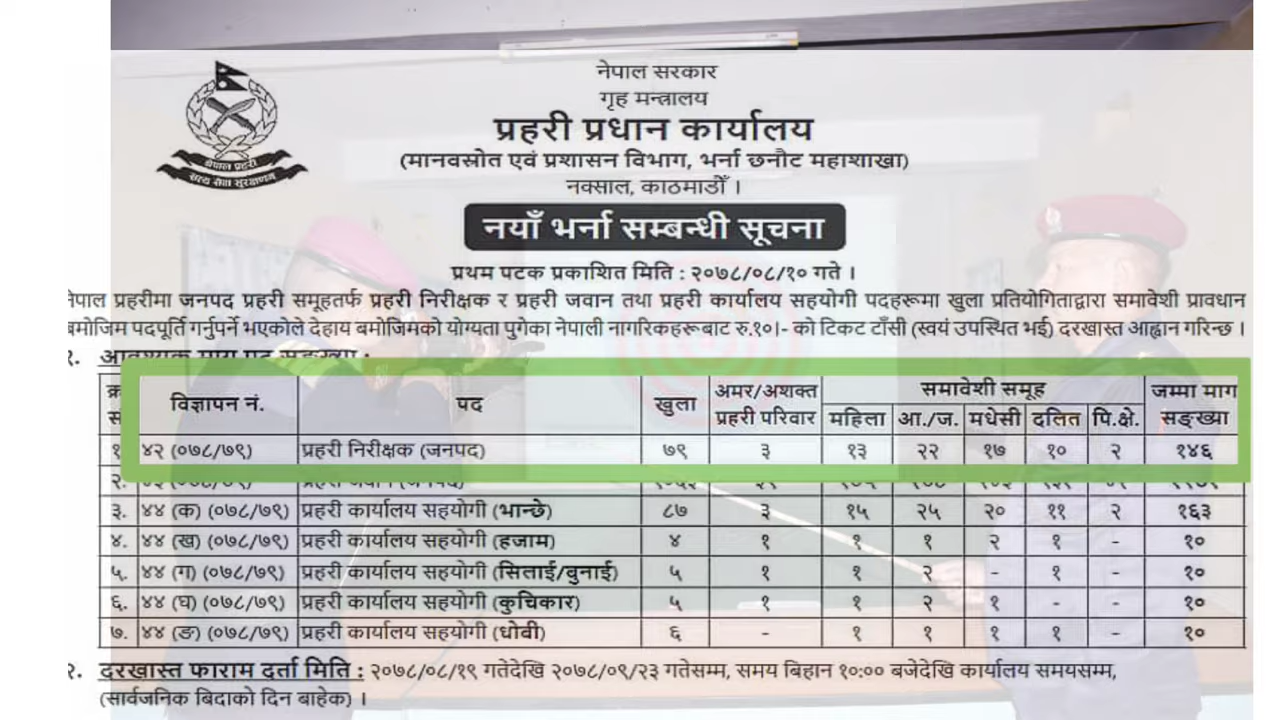 नेपाल प्रहरी
सत्य सेवा सुरक्षणम्
नेपाल सरकार
गृह मन्त्रालय
प्रहरी प्रधान कार्यालय
(मानवस्रोत एवं प्रशासन विभाग, भर्ना छनौट महाशाखा)
नक्साल, काठमाडौँ ।
नयाँ भर्ना सम्बन्धी सूचना
प्रथम पटक प्रकाशित मिति : २०७८/०८/१० गते ।
नेपाल प्रहरीमा जनपद प्रहरी समूहतर्फ प्रहरी निरीक्षक र प्रहरी जवान तथा प्रहरी कार्यालय सहयोगी पदहरूमा खुला प्रतियोगिताद्वारा समावेशी प्रावधान
बमोजिम पदपूर्ति गर्नुपर्ने भएकोले देहाय बमोजिमको योग्यता पुगेका नेपाली नागरिकहरूबाट रु.१०।- को टिकट टाँसी (स्वयं उपस्थित भई) दरखास्त आह्वान गरिन्छ ।
१. आवश्यक माग पद सङ्ख्या :
विज्ञापन नं. पद खुला अमर/अशक्त प्रहरी परिवार समावेशी समूह जम्मा माग सङ्ख्या
महिला आ./ज. मधेसी दलित पि.क्षे.
१ ४२ (०७८/७९) प्रहरी निरीक्षक (जनपद) ७९ ३ १३ २२ १७ १० २ १४६
३. ४४ (क) (०७८/७९) प्रहरी कार्यालय सहयोगी (भान्छे) ८७ ३ १५ २५ २० ११ २ १६३
४. ४४ (ख) (०७८/७९) प्रहरी कार्यालय सहयोगी (हजाम) ४ १ १ १ २ १ - १०
५. ४४ (ग) (०७८/७९) प्रहरी कार्यालय सहयोगी (सिलाई/बुनाई) ५ १ १ २ - १ - १०
६. ४४ (घ) (०७८/७९) प्रहरी कार्यालय सहयोगी (कुचिकार) ५ १ १ २ १ - - १०
७. ४४ (ङ) (०७८/७९) प्रहरी कार्यालय सहयोगी (धोवी) ६ - १ १ १ १ - १०
२. दरखास्त फाराम दर्ता मिति : २०७८/०८/१९ गतेदेखि २०७८/०९/२३ गतेसम्म, समय बिहान १०:०० बजेदेखि कार्यालय समयसम्म,
(सार्वजनिक बिदाको दिन बाहेक) ।